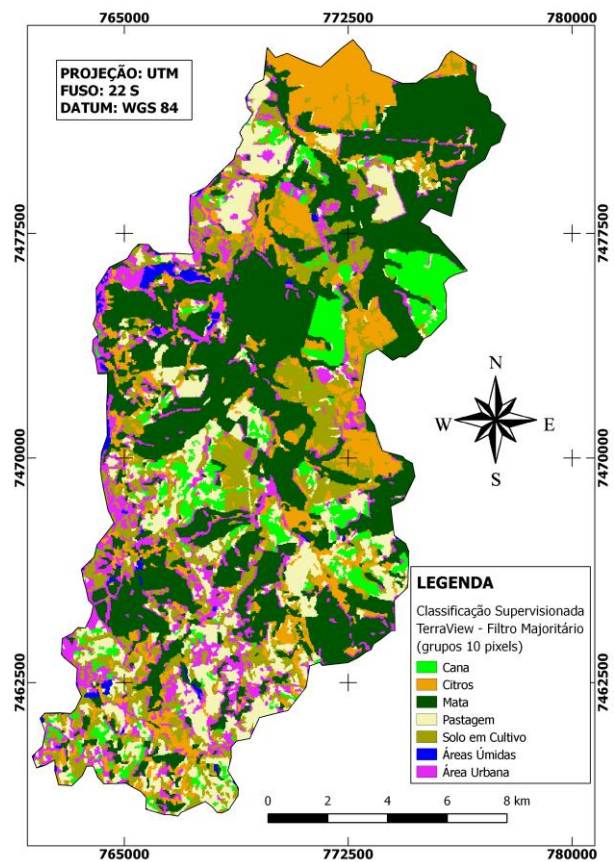 765000 772500 780000
PROJEÇÃO: UTM
FUSO: 22 S
DATUM: WGS 84
7477500 7477500
N
W E
S
7470000 7470000
LEGENDA
Classificação Supervisionada
TerraView - Filtro Majoritário
(grupos 10 pixels)
Cana
Citros
Mata
Pastagem
Solo em Cultivo
Áreas Úmidas
Área Urbana
7462500 7462500
0 2 4 6 8 km
765000 772500 780000